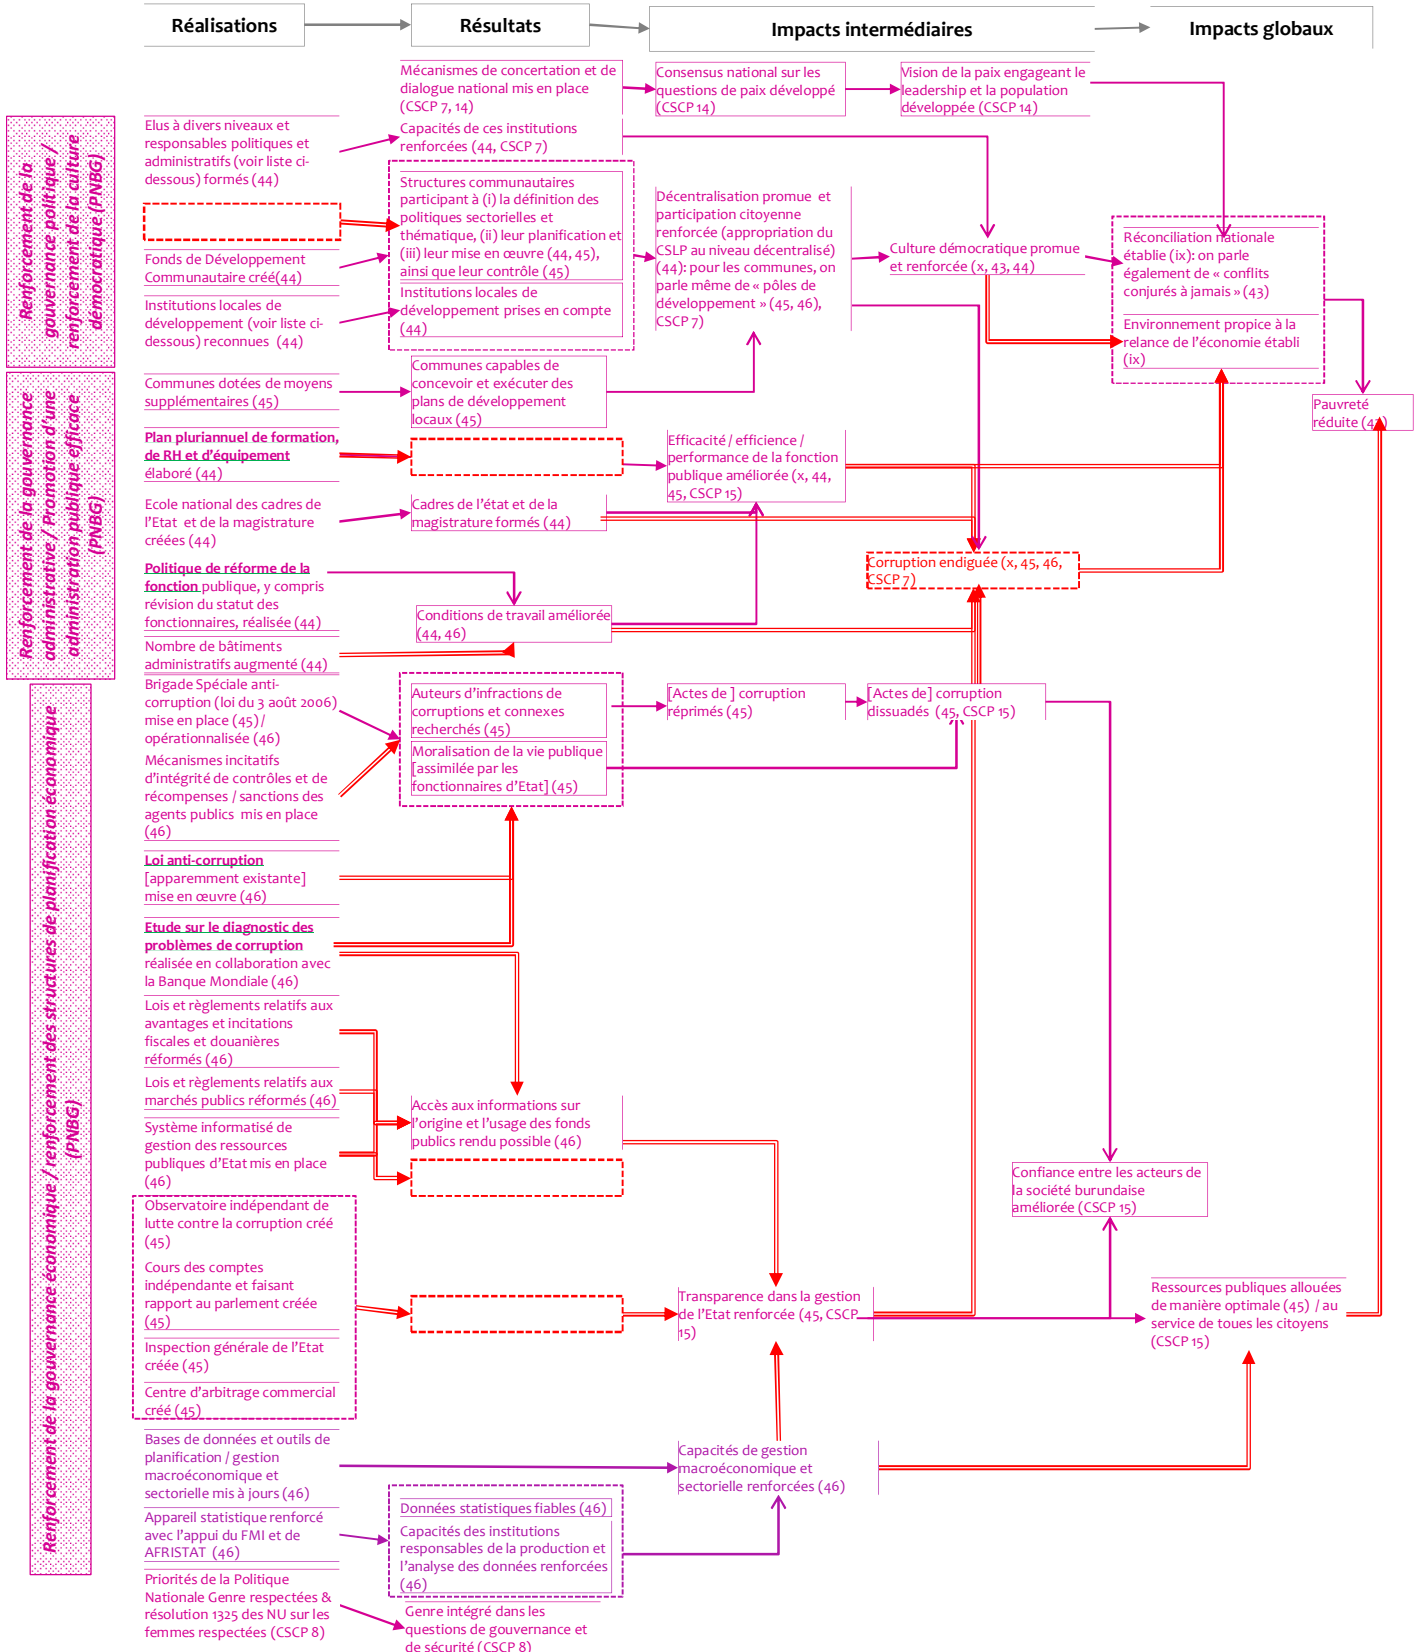 Réalisations
Résultats
Impacts intermédiaires
Impacts globaux
Renforcement de la
gouvernance politique /
renforcement de la culture
démocratique (PNBG)
Elus à divers niveaux et
responsables politiques et
administratifs (voir liste ci-
dessous) formés (44)
Fonds de Développement
Communautaire créé(44)
Institutions locales de
développement (voir liste ci-
dessous) reconnues  (44)
Mécanismes de concertation et de
dialogue national mis en place
(CSCP 7, 14)
Capacités de ces institutions
renforcées (44, CSCP 7)
Structures communautaires
participant à (i) la définition des
politiques sectorielles et
thématique, (ii) leur planification et
(iii) leur mise en œuvre (44, 45),
ainsi que leur contrôle (45)
Institutions locales de
développement prises en compte
(44)
Consensus national sur les
questions de paix développé
(CSCP 14)
Vision de la paix engageant le
leadership et la population
développée (CSCP 14)
Décentralisation promue  et
participation citoyenne
renforcée (appropriation du
CSLP au niveau décentralisé)
(44): pour les communes, on
parle même de « pôles de
développement » (45, 46),
CSCP 7)
Culture démocratique promue
et renforcée (x, 43, 44)
Réconciliation nationale
établie (ix): on parle
également de « conflits
conjurés à jamais » (43)
Environnement propice à la
relance de l’économie établi
(ix)
Pauvreté
réduite (43)
Renforcement de la gouvernance
administrative / Promotion d’une
administration publique efficace
(PNBG)
Communes dotées de moyens
supplémentaires (45)
Plan pluriannuel de formation,
de RH et d’équipement
élaboré (44)
Ecole national des cadres de
l’Etat  et de la magistrature
créées (44)
Politique de réforme de la
fonction publique, y compris
révision du statut des
fonctionnaires, réalisée (44)
Nombre de bâtiments
administratifs augmenté (44)
Communes capables de
concevoir et exécuter des
plans de développement
locaux (45)
Cadres de l’état et de la
magistrature formés (44)
Conditions de travail améliorée
(44, 46)
Efficacité / efficience /
performance de la fonction
publique améliorée (x, 44,
45, CSCP 15)
Corruption endiguée (x, 45, 46,
CSCP 7)
Renforcement de la gouvernance économique / renforcement des structures de planification économique
(PNBG)
Brigade Spéciale anti-
corruption (loi du 3 août 2006)
mise en place (45) /
opérationnalisée (46)
Mécanismes incitatifs
d’intégrité de contrôles et de
récompenses / sanctions des
agents publics  mis en place
(46)
Loi anti-corruption
[apparemment existante]
mise en œuvre (46)
Etude sur le diagnostic des
problèmes de corruption
réalisée en collaboration avec
la Banque Mondiale (46)
Lois et règlements relatifs aux
avantages et incitations
fiscales et douanières
réformés (46)
Lois et règlements relatifs aux
marchés publics réformés (46)
Système informatisé de
gestion des ressources
publiques d’Etat mis en place
(46)
Observatoire indépendant de
lutte contre la corruption créé
(45)
Cours des comptes
indépendante et faisant
rapport au parlement créée
(45)
Inspection générale de l’Etat
créée (45)
Centre d’arbitrage commercial
créé (45)
Bases de données et outils de
planification / gestion
macroéconomique et
sectorielle mis à jours (46)
Appareil statistique renforcé
avec l’appui du FMI et de
AFRISTAT (46)
Priorités de la Politique
Nationale Genre respectées &
résolution 1325 des NU sur les
femmes respectées (CSCP 8)
Auteurs d’infractions de
corruptions et connexes
recherchés (45)
Moralisation de la vie publique
[assimilée par les
fonctionnaires d’Etat] (45)
[Actes de ] corruption
réprimés (45)
[Actes de] corruption
dissuadés  (45, CSCP 15)
Accès aux informations sur
l’origine et l’usage des fonds
publics rendu possible (46)
Confiance entre les acteurs de
la société burundaise
améliorée (CSCP 15)
Transparence dans la gestion
de l’Etat renforcée (45, CSCP
15)
Ressources publiques allouées
de manière optimale (45)  / au
service de toues les citoyens
(CSCP 15)
Capacités de gestion
macroéconomique et
sectorielle renforcées (46)
Données statistiques fiables (46)
Capacités des institutions
responsables de la production et
l’analyse des données renforcées
(46)
Genre intégré dans les
questions de gouvernance et
de sécurité (CSCP 8)